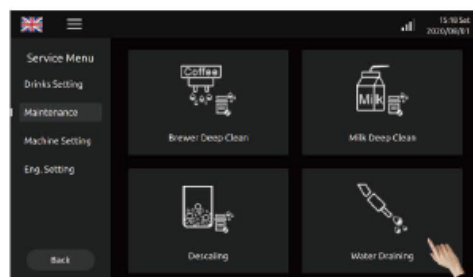 15:18 Sat
2020/08/01
Service Menu
Drinks Setting
Maintenance
Machine Setting
Eng. Setting
Back
Coffee
Brewer Deep Clean
Milk
Milk Deep Clean
Descaling
Water Draining